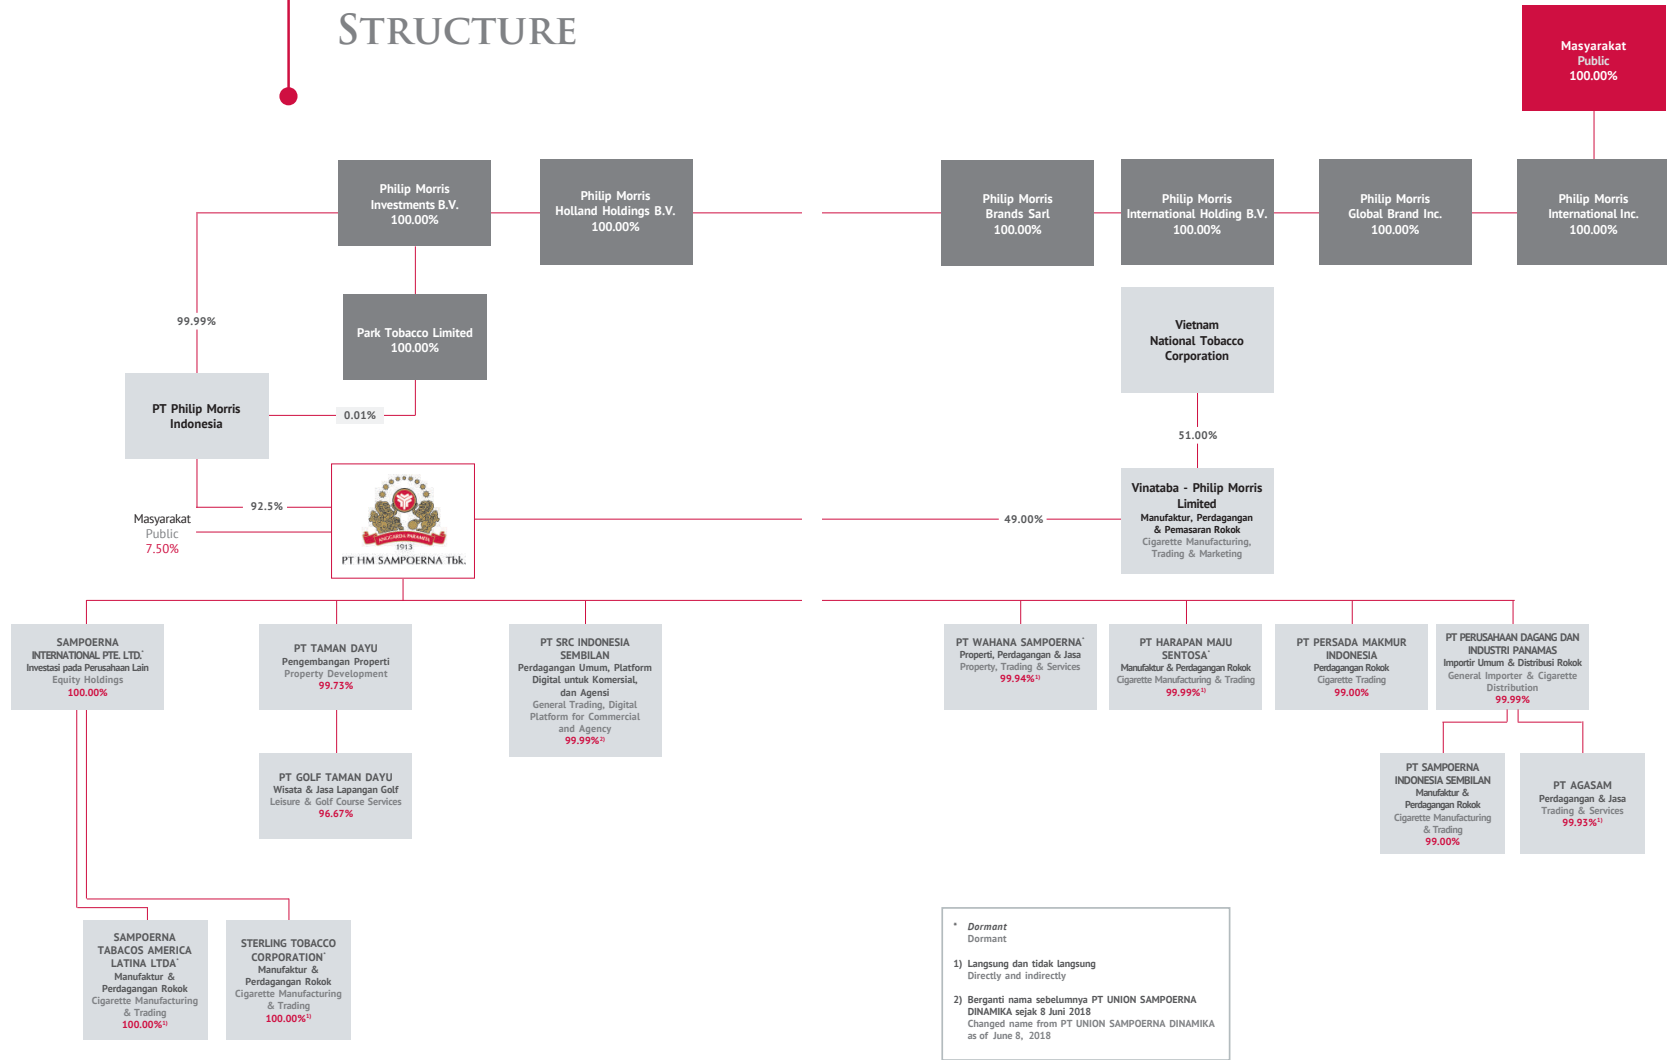 STRUCTURE
Masyarakat
Public
100.00%
Philip Morris
Investments B.V.
100.00%
Philip Morris
Holland Holdings B.V.
100.00%
Philip Morris
Brands Sarl
100.00%
Philip Morris
International Holding B.V.
100.00%
Philip Morris
Global Brand Inc.
100.00%
Philip Morris
International Inc.
100.00%
99.99%
Park Tobacco Limited
100.00%
Vietnam
National Tobacco
Corporation
PT Philip Morris
Indonesia
0.01%
51.00%
92.5%
Masyarakat
Public
7.50%
ANGGARDA PARAMITA
1913
PT HM SAMPOERNA Tbk.
49.00%
Vinataba - Philip Morris
Limited
Manufaktur, Perdagangan
& Pemasaran Rokok
Cigarette Manufacturing,
Trading & Marketing
SAMPOERNA
INTERNATIONAL PTE. LTD.*
Investasi pada Perusahaan Lain
Equity Holdings
100.00%
PT TAMAN DAYU
Pengembangan Properti
Property Development
99.73%
PT SRC INDONESIA
SEMBILAN
Perdagangan Umum, Platform
Digital untuk Komersial,
dan Agensi
General Trading, Digital
Platform for Commercial
and Agency
99.99%2)
PT WAHANA SAMPOERNA*
Properti, Perdagangan & Jasa
Property, Trading & Services
99.94%1)
PT HARAPAN MAJU
SENTOSA*
Manufaktur & Perdagangan Rokok
Cigarette Manufacturing & Trading
99.99%1)
PT PERSADA MAKMUR
INDONESIA
Perdagangan Rokok
Cigarette Trading
99.00%
PT PERUSAHAAN DAGANG DAN
INDUSTRI PANAMAS
Importir Umum & Distribusi Rokok
General Importer & Cigarette
Distribution
99.99%
PT GOLF TAMAN DAYU
Wisata & Jasa Lapangan Golf
Leisure & Golf Course Services
96.67%
PT SAMPOERNA
INDONESIA SEMBILAN
Manufaktur &
Perdagangan Rokok
Cigarette Manufacturing
& Trading
99.00%
PT AGASAM
Perdagangan & Jasa
Trading & Services
99.93%1)
SAMPOERNA
TABACOS AMERICA
LATINA LTDA*
Manufaktur &
Perdagangan Rokok
Cigarette Manufacturing
& Trading
100.00%1)
STERLING TOBACCO
CORPORATION*
Manufaktur &
Perdagangan Rokok
Cigarette Manufacturing
& Trading
100.00%1)
* Dormant
Dormant
1) Langsung dan tidak langsung
Directly and indirectly
2) Berganti nama sebelumnya PT UNION SAMPOERNA
DINAMIKA sejak 8 Juni 2018
Changed name from PT UNION SAMPOERNA DINAMIKA
as of June 8, 2018